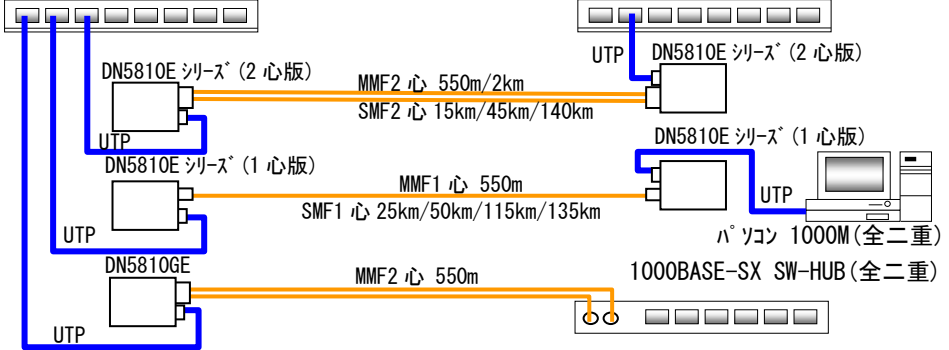 UTP
DN5810E シリーズ (2 心版)
DN5810E シリーズ (2 心版)
MMF2 心 550m/2km
SMF2 心 15km/45km/140km
UTP
DN5810E シリーズ (1 心版)
DN5810E シリーズ (1 心版)
MMF1 心 550m
UTP
SMF1 心 25km/50km/115km/135km
UTP
パソコン 1000M(全二重)
DN5810GE
MMF2 心 550m
1000BASE-SX SW-HUB(全二重)
UTP